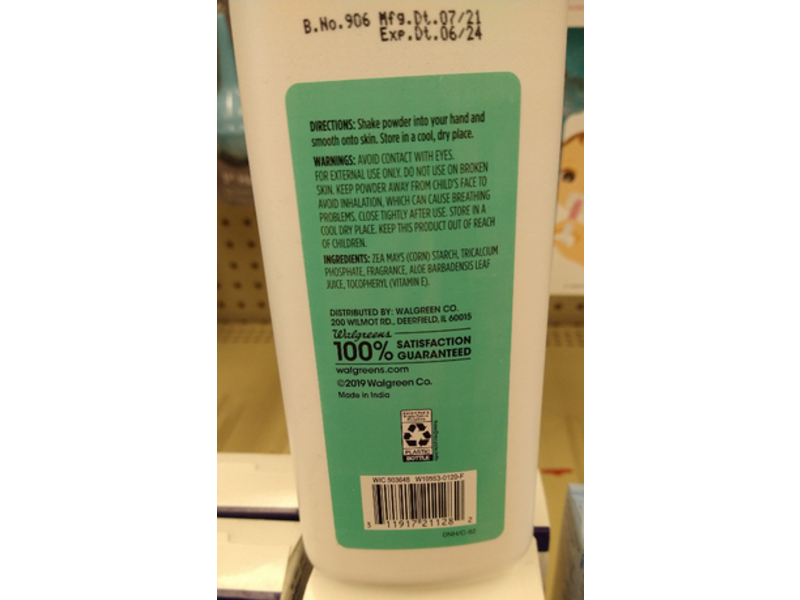 B.No.906 Mfg.Dt.07/21
Exp.Dt.06/24
DIRECTIONS: Shake powder into your hand and
smooth onto skin. Store in a cool, dry place.
WARNINGS: AVOID CONTACT WITH EYES.
FOR EXTERNAL USE ONLY. DO NOT USE ON BROKEN
SKIN. KEEP POWDER AWAY FROM CHILD'S FACE TO
AVOID INHALATION, WHICH CAN CAUSE BREATHING
PROBLEMS. CLOSE TIGHTLY AFTER USE. STORE IN A
COOL DRY PLACE. KEEP THIS PRODUCT OUT OF REACH
OF CHILDREN.
INGREDIENTS: ZEA MAYS (CORN) STARCH, TRICALCIUM
PHOSPHATE, FRAGRANCE, ALOE BARBADENSIS LEAF
JUICE, TOCOPHERYL (VITAMIN E).
DISTRIBUTED BY: WALGREEN CO.
200 WILMOT RD., DEERFIELD, IL 60015
Walgreens
100% SATISFACTION
GUARANTEED
walgreens.com
©2019 Walgreen Co.
Made in India
PLASTIC
BOTTLE
WIC 503648 W10553-0120-F
3 11917 21128 2